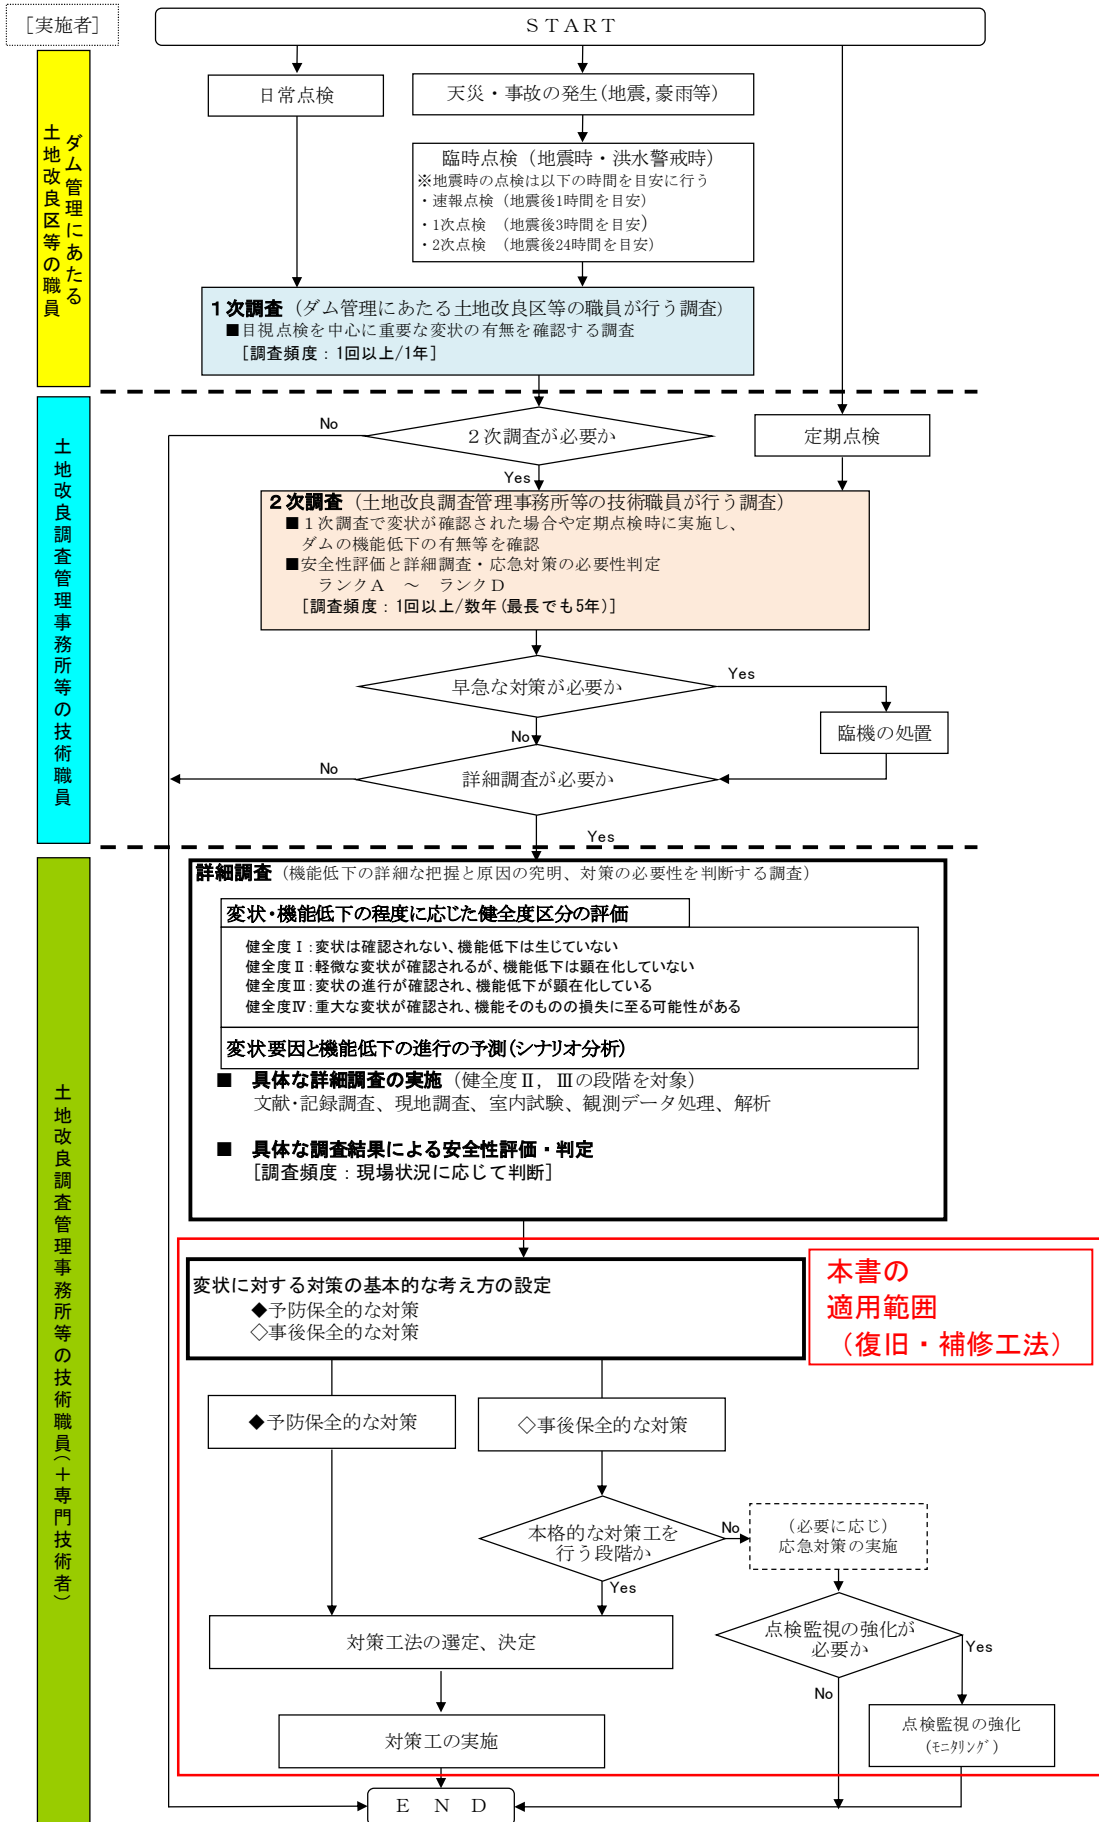 ［実施者］
ＳＴＡＲＴ
ダム管理にあたる
土地改良区等の職員
日常点検
天災・事故の発生(地震,豪雨等)
臨時点検（地震時・洪水警戒時）
※地震時の点検は以下の時間を目安に行う
・速報点検（地震後1時間を目安）
・1次点検　（地震後3時間を目安）
・2次点検　（地震後24時間を目安）
１次調査（ダム管理にあたる土地改良区等の職員が行う調査）
■目視点検を中心に重要な変状の有無を確認する調査
［調査頻度：1回以上/1年］
土地改良調査管理事務所等の技術職員
No
２次調査が必要か
定期点検
Yes
２次調査（土地改良調査管理事務所等の技術職員が行う調査）
■１次調査で変状が確認された場合や定期点検時に実施し、
ダムの機能低下の有無等を確認
■安全性評価と詳細調査・応急対策の必要性判定
ランクＡ　～　ランクＤ
［調査頻度：1回以上/数年(最長でも5年)］
早急な対策が必要か
Yes
臨機の処置
No
No
詳細調査が必要か
Yes
土地改良調査管理事務所等の技術職員（＋専門技術者）
詳細調査（機能低下の詳細な把握と原因の究明、対策の必要性を判断する調査）
変状・機能低下の程度に応じた健全度区分の評価
健全度Ⅰ：変状は確認されない、機能低下は生じていない
健全度Ⅱ：軽微な変状が確認されるが、機能低下は顕在化していない
健全度Ⅲ：変状の進行が確認され、機能低下が顕在化している
健全度Ⅳ：重大な変状が確認され、機能そのものの損失に至る可能性がある
変状要因と機能低下の進行の予測(シナリオ分析)
■　具体な詳細調査の実施（健全度Ⅱ，Ⅲの段階を対象）
文献・記録調査、現地調査、室内試験、観測データ処理、解析
■　具体な調査結果による安全性評価・判定
［調査頻度：現場状況に応じて判断］
変状に対する対策の基本的な考え方の設定
◆予防保全的な対策
◇事後保全的な対策
本書の
適用範囲
（復旧・補修工法）
◆予防保全的な対策
◇事後保全的な対策
本格的な対策工を
行う段階か
No
（必要に応じ）
応急対策の実施
Yes
対策工法の選定、決定
点検監視の強化が
必要か
Yes
No
対策工の実施
点検監視の強化
(ﾓﾆﾀﾘﾝｸﾞ)
Ｅ　Ｎ　Ｄ